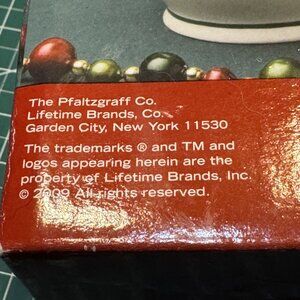 The Pfaltzgraff Co.
Lifetime Brands, Co.
Garden City, New York 11530
The trademarks ® and TM and
logos appearing herein are the
property of Lifetime Brands, Inc.
© 2009 All rights reserved.